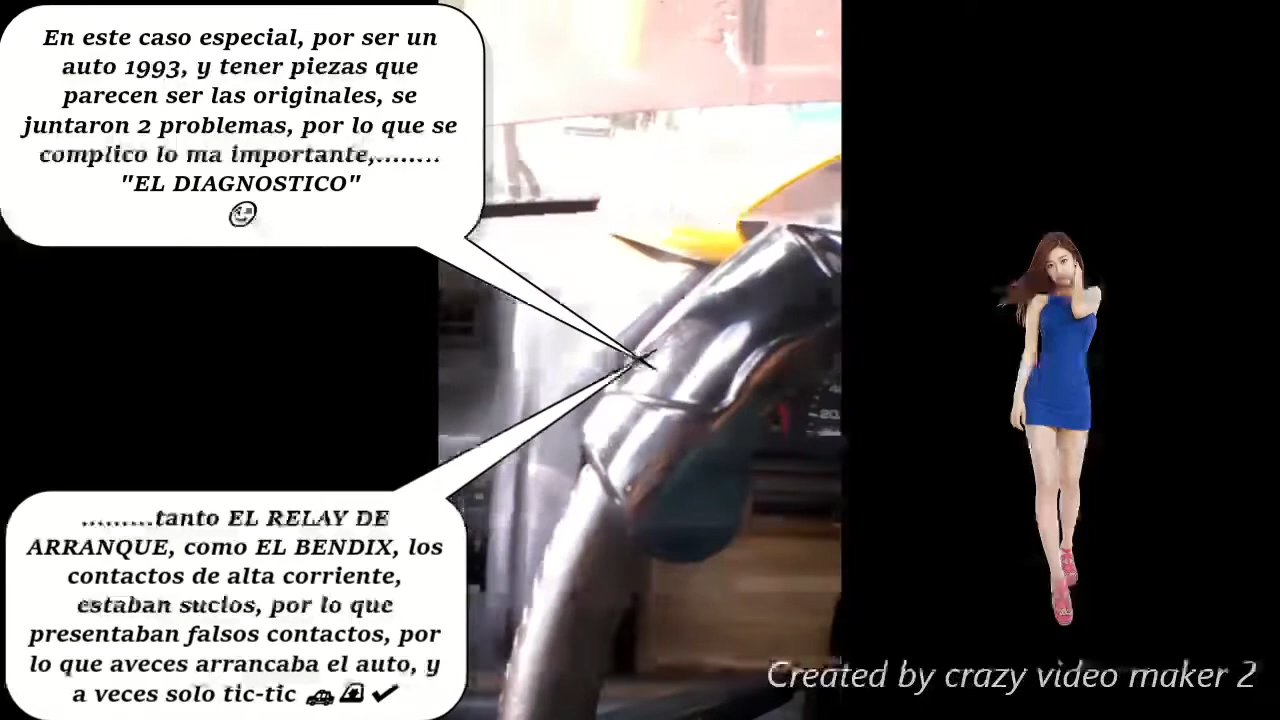 En este caso especial, por ser un
auto 1993, y tener piezas que
parecen ser las originales, se
juntaron 2 problemas, por lo que se
complico lo ma importante,........
"EL DIAGNOSTICO"
.........tanto EL RELAY DE
ARRANQUE, como EL BENDIX, los
contactos de alta corriente,
estaban sucios, por lo que
presentaban falsos contactos, por
lo que aveces arrancaba el auto, y
a veces solo tic-tic 
20
Created by crazy video maker 2